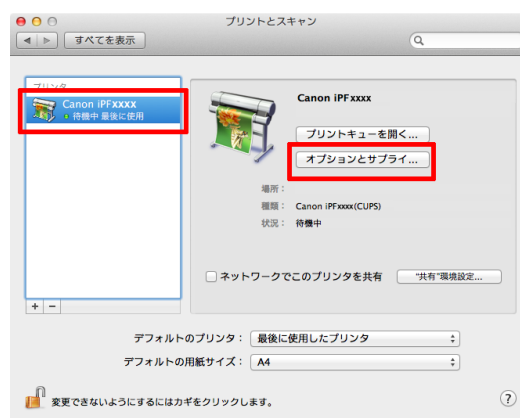 プリントとスキャン
すべてを表示
プリンタ
Canon iPFxxxx
待機中 最後に使用
Canon iPFxxxx
プリントキューを開く...
オプションとサプライ...
場所：
種類： Canon iPFxxxx(CUPS)
状況： 待機中
ネットワークでこのプリンタを共有 "共有"環境設定...
+ −
デフォルトのプリンタ： 最後に使用したプリンタ
デフォルトの用紙サイズ： A4
変更できないようにするにはカギをクリックします。 ?